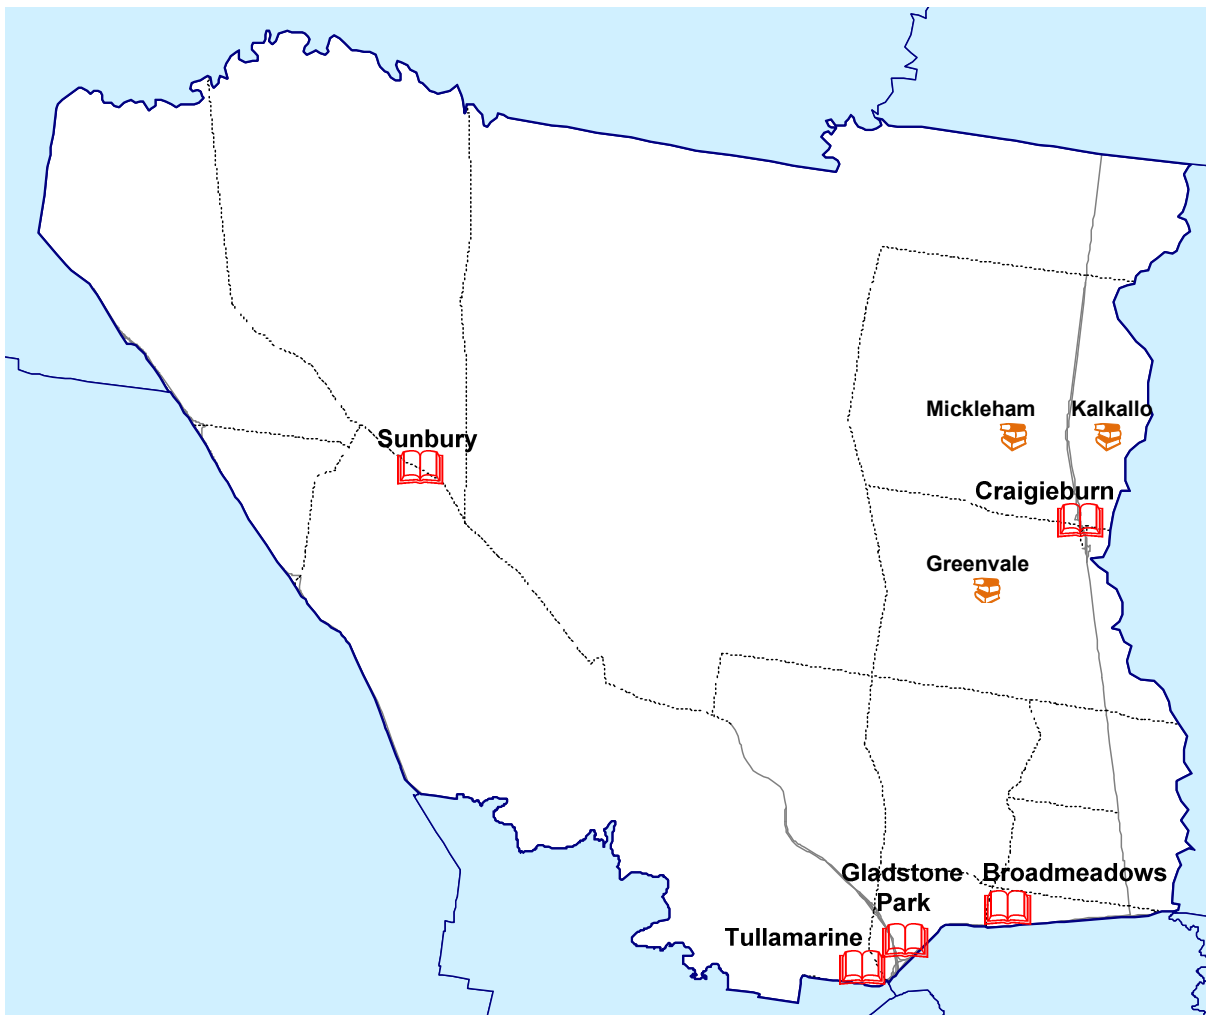 Mickleham
Kalkallo
Sunbury
Craigieburn
Greenvale
Gladstone
Park
Broadmeadows
Tullamarine